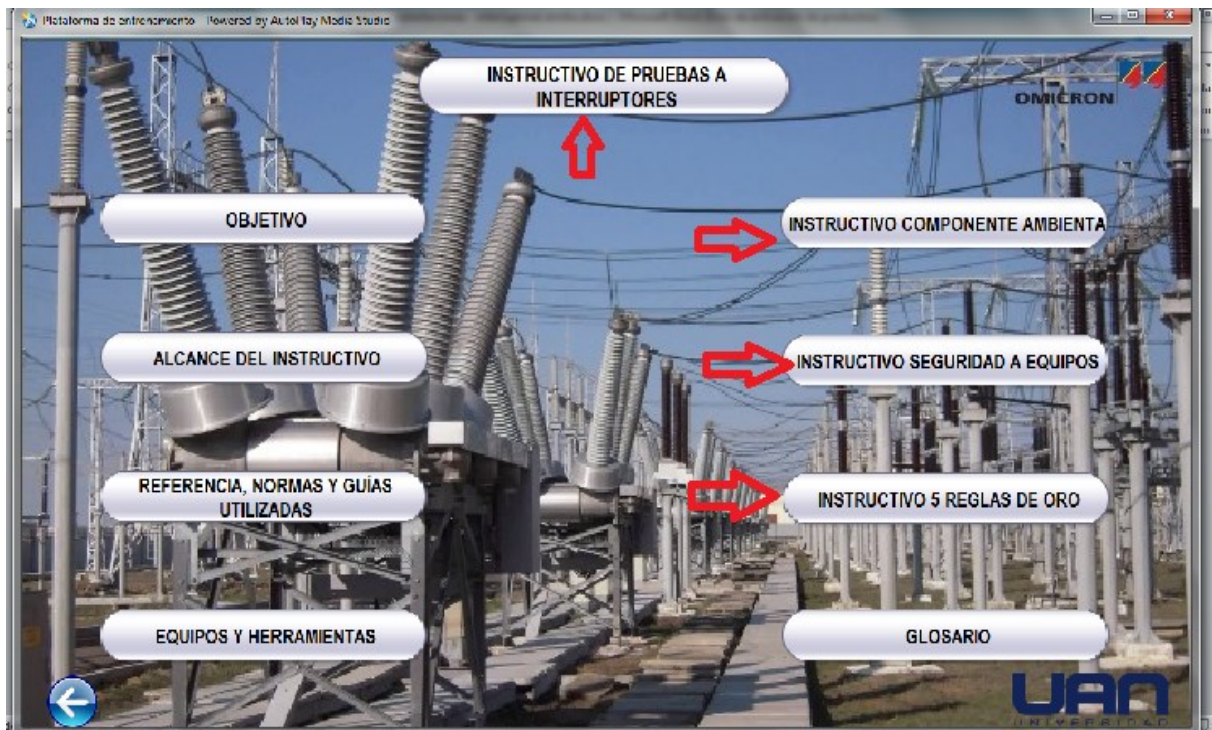 Plataforma de entrenamiento - Powered by AutoPlay Media Studio
INSTRUCTIVO DE PRUEBAS A
INTERRUPTORES
OMICRON
OBJETIVO
INSTRUCTIVO COMPONENTE AMBIENTA
ALCANCE DEL INSTRUCTIVO
INSTRUCTIVO SEGURIDAD A EQUIPOS
REFERENCIA, NORMAS Y GUÍAS
UTILIZADAS
INSTRUCTIVO 5 REGLAS DE ORO
EQUIPOS Y HERRAMIENTAS
GLOSARIO
UAN
UNIVERSIDAD